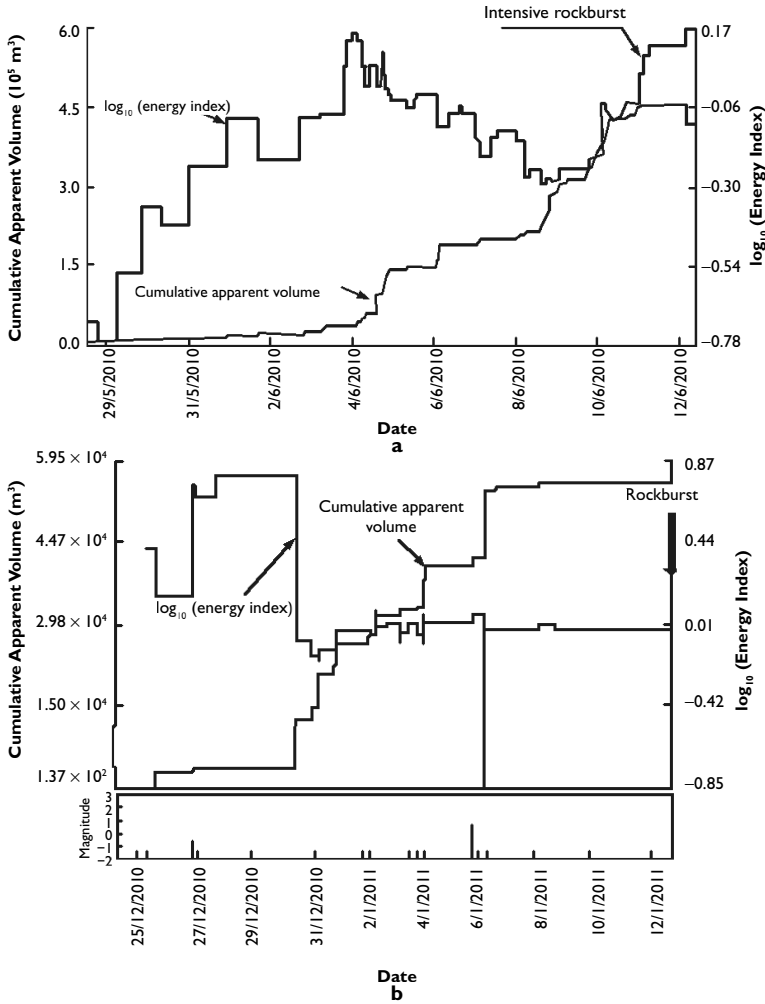 Intensive rockburst
6.0
4.5
3.0
1.5
0.0
Cumulative Apparent Volume (10⁵ m³)
log₁₀ (energy index)
Cumulative apparent volume
0.17
−0.06
−0.30
−0.54
−0.78
log₁₀ (Energy Index)
29/5/2010
31/5/2010
2/6/2010
4/6/2010
6/6/2010
8/6/2010
10/6/2010
12/6/2010
Date
a
5.95 × 10⁴
4.47 × 10⁴
2.98 × 10⁴
1.50 × 10⁴
1.37 × 10²
Cumulative Apparent Volume (m³)
log₁₀ (energy index)
Cumulative apparent
volume
Rockburst
0.87
0.44
0.01
−0.42
−0.85
log₁₀ (Energy Index)
Magnitude
3
2
1
0
−1
−2
25/12/2010
27/12/2010
29/12/2010
31/12/2010
2/1/2011
4/1/2011
6/1/2011
8/1/2011
10/1/2011
12/1/2011
Date
b